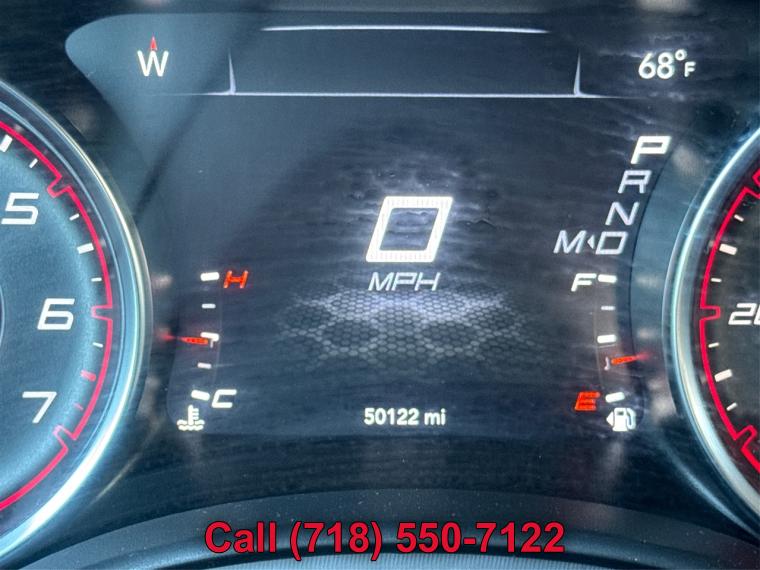 W
68°F
P
R
N
M◂D
5
6
7
0
MPH
H
C
F
E
50122 mi
Call (718) 550-7122